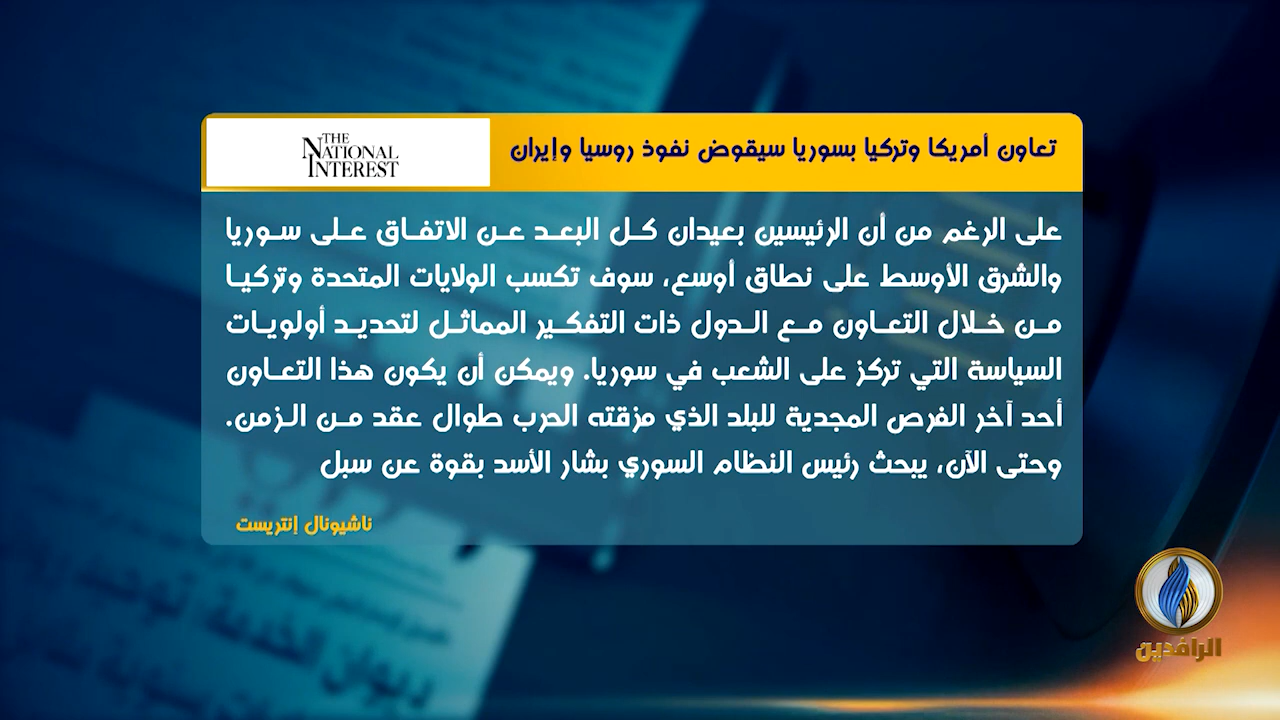 THE
NATIONAL
INTEREST
تعاون أمريكا وتركيا بسوريا سيقوض نفوذ روسيا وإيران
على الرغم من أن الرئيسين بعيدان كل البعد عن الاتفاق على سوريا
والشرق الأوسط على نطاق أوسع، سوف تكسب الولايات المتحدة وتركيا
من خلال التعاون مع الدول ذات التفكير المماثل لتحديد أولويات
السياسة التي تركز على الشعب في سوريا. ويمكن أن يكون هذا التعاون
أحد آخر الفرص المجدية للبلد الذي مزقته الحرب طوال عقد من الزمن.
وحتى الآن، يبحث رئيس النظام السوري بشار الأسد بقوة عن سبل
ناشيونال إنتريست
الرافدين
ديوان الخدمة